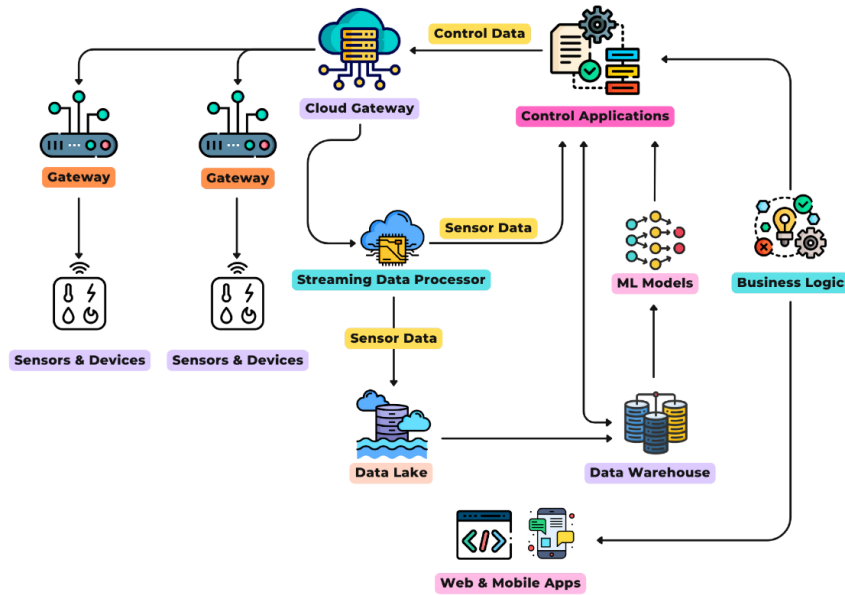 Control Data
Cloud Gateway
Control Applications
Gateway
Gateway
Sensor Data
Streaming Data Processor
ML Models
Business Logic
Sensor Data
Sensors & Devices
Sensors & Devices
Data Lake
Data Warehouse
Web & Mobile Apps